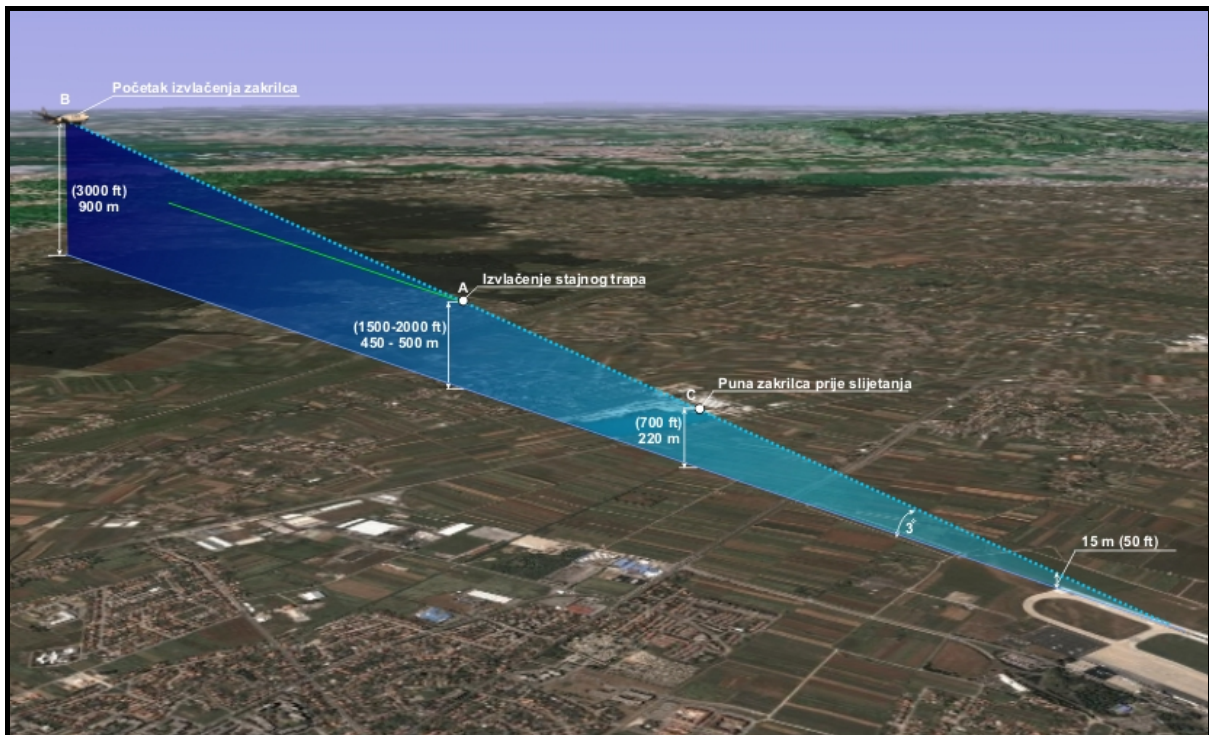 Početak izvlačenja zakrilca
B
(3000 ft)
900 m
A
Izvlačenje stajnog trapa
(1500-2000 ft)
450 - 500 m
C
Puna zakrilca prije slijetanja
(700 ft)
220 m
3°
15 m (50 ft)